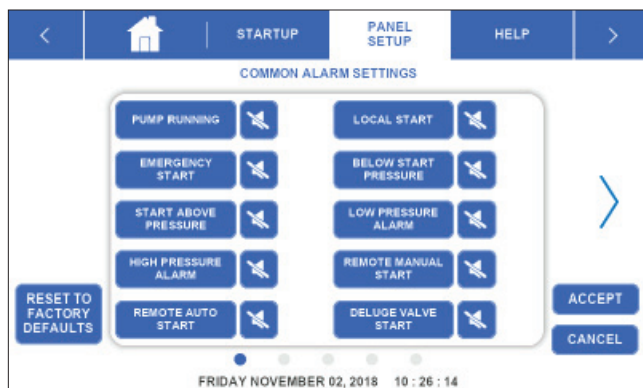 STARTUP
PANEL
SETUP
HELP
COMMON ALARM SETTINGS
PUMP RUNNING
LOCAL START
EMERGENCY
START
BELOW START
PRESSURE
START ABOVE
PRESSURE
LOW PRESSURE
ALARM
HIGH PRESSURE
ALARM
REMOTE MANUAL
START
REMOTE AUTO
START
DELUGE VALVE
START
RESET TO
FACTORY
DEFAULTS
ACCEPT
CANCEL
FRIDAY NOVEMBER 02, 2018 10 : 26 : 14